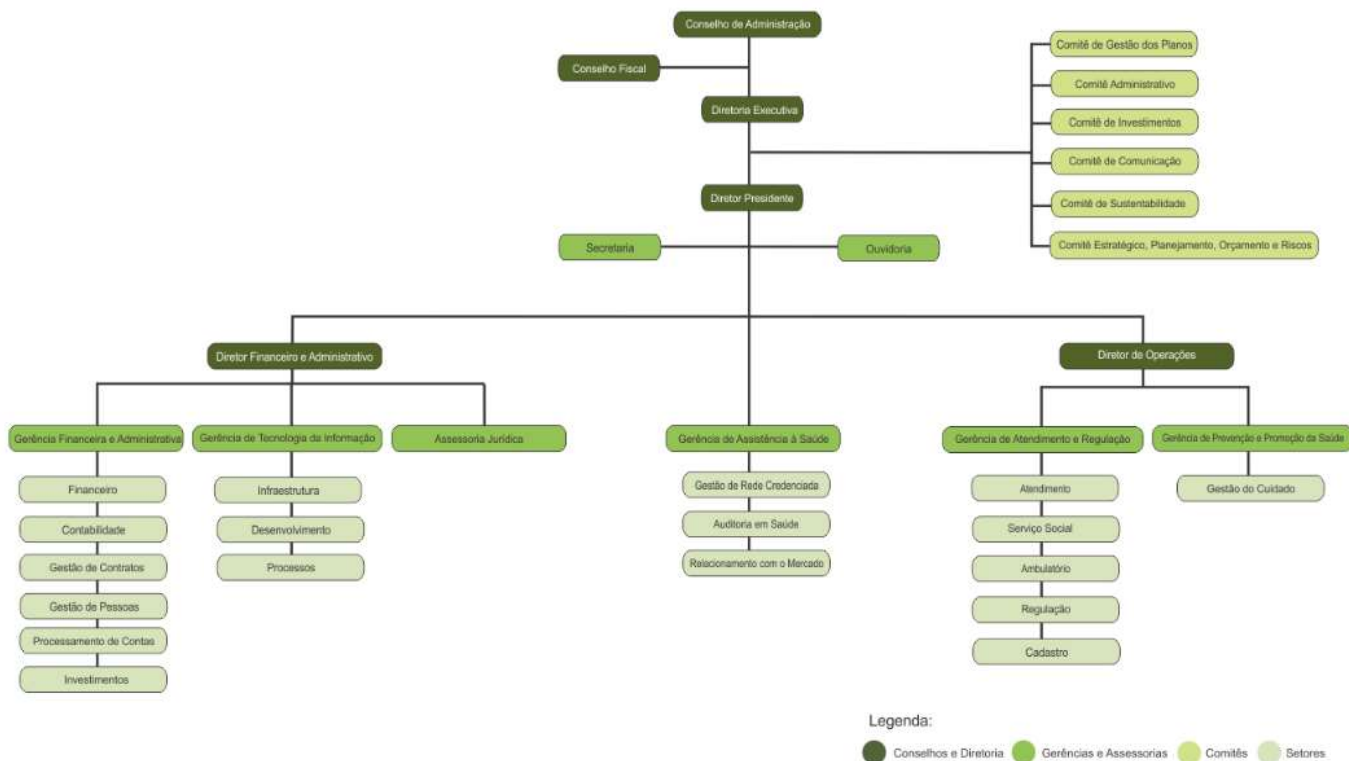 Conselho de Administração
Conselho Fiscal
Diretoria Executiva
Diretor Presidente
Secretaria
Ouvidoria
Comitê de Gestão dos Planos
Comitê Administrativo
Comitê de Investimentos
Comitê de Comunicação
Comitê de Sustentabilidade
Comitê Estratégico, Planejamento, Orçamento e Riscos
Diretor Financeiro e Administrativo
Diretor de Operações
Gerência Financeira e Administrativa
Financeiro
Contabilidade
Gestão de Contratos
Gestão de Pessoas
Processamento de Contas
Investimentos
Gerência de Tecnologia da Informação
Infraestrutura
Desenvolvimento
Processos
Assessoria Jurídica
Gerência de Assistência à Saúde
Gestão de Rede Credenciada
Auditoria em Saúde
Relacionamento com o Mercado
Gerência de Atendimento e Regulação
Atendimento
Serviço Social
Ambulatório
Regulação
Cadastro
Gerência de Prevenção e Promoção da Saúde
Gestão do Cuidado
Legenda:
Conselhos e Diretoria
Gerências e Assessorias
Comitês
Setores